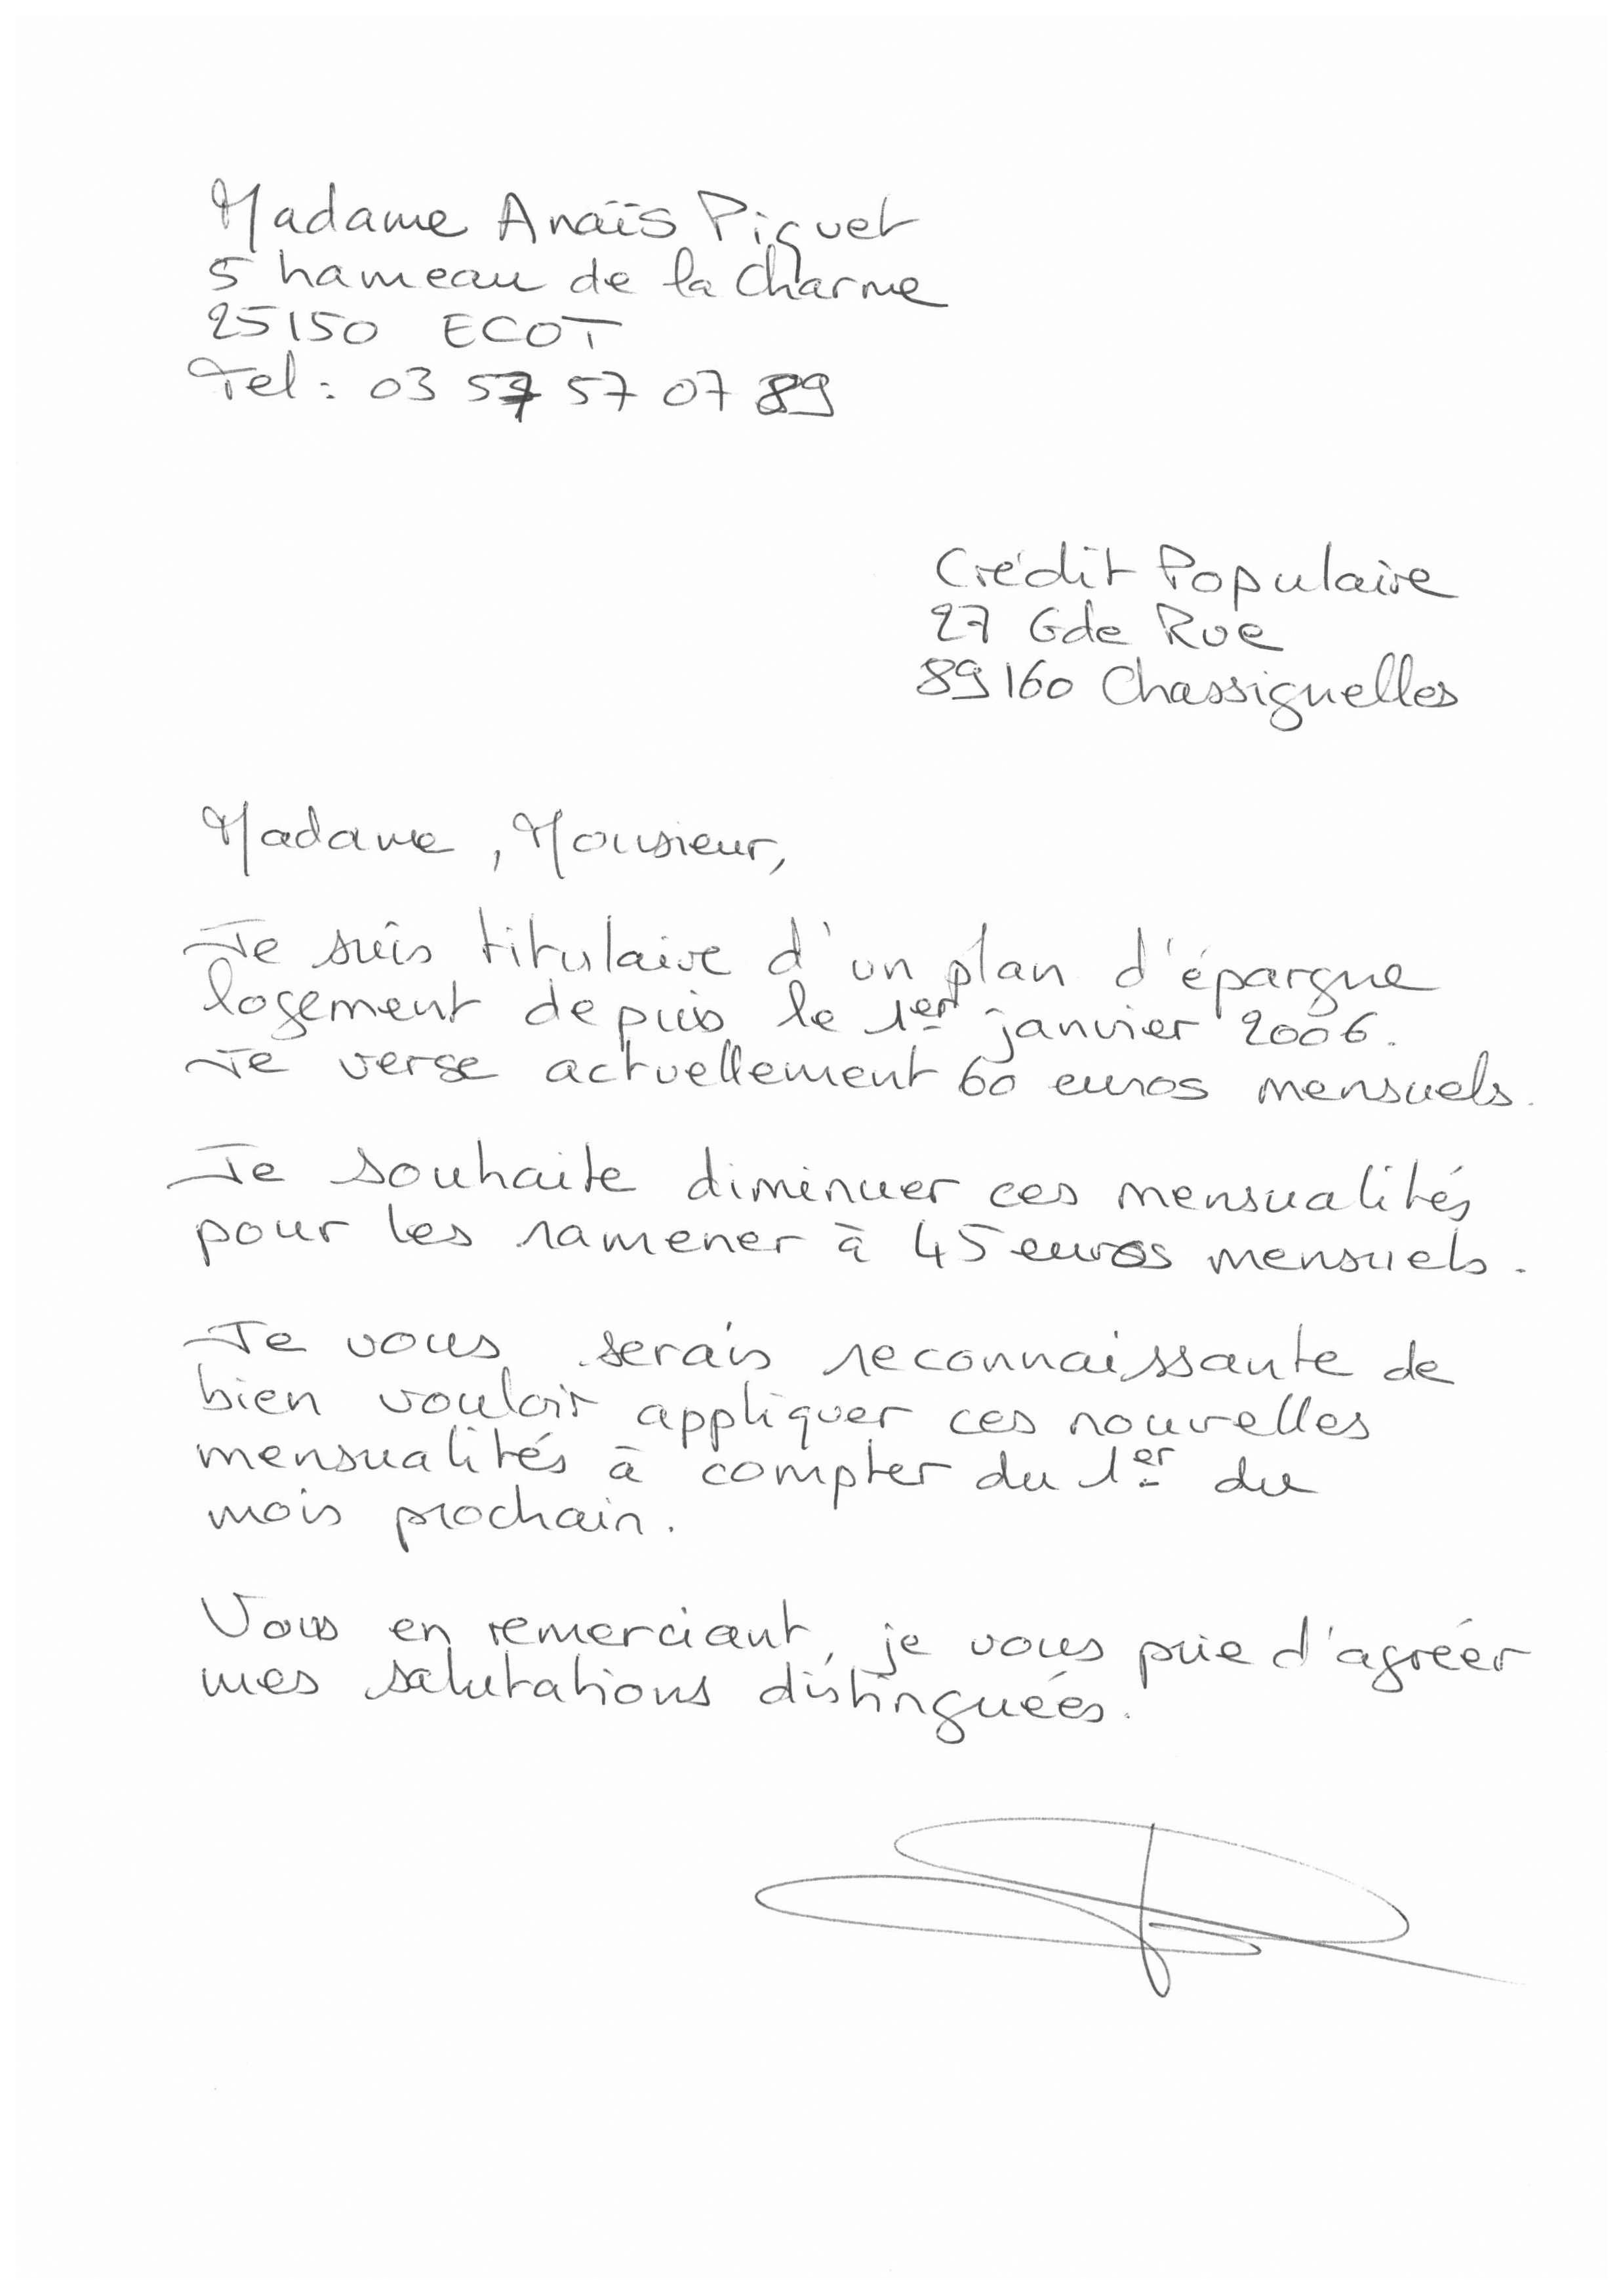 Madame Anaïs Piquet
5 hameau de la Charme
25150 ECOT
Tel : 03 57 57 07 89
Crédit Populaire
27 Gde Rue
89160 Chassignelles
Madame, Monsieur,
Je suis titulaire d'un plan d'épargne
logement depuis le 1er janvier 2006.
Je verse actuellement 60 euros mensuels.
Je souhaite diminuer ces mensualités
pour les ramener à 45 euros mensuels.
Je vous serais reconnaissante de
bien vouloir appliquer ces nouvelles
mensualités à compter du 1er du
mois prochain.
Vous en remerciant, je vous prie d'agréer
mes salutations distinguées.